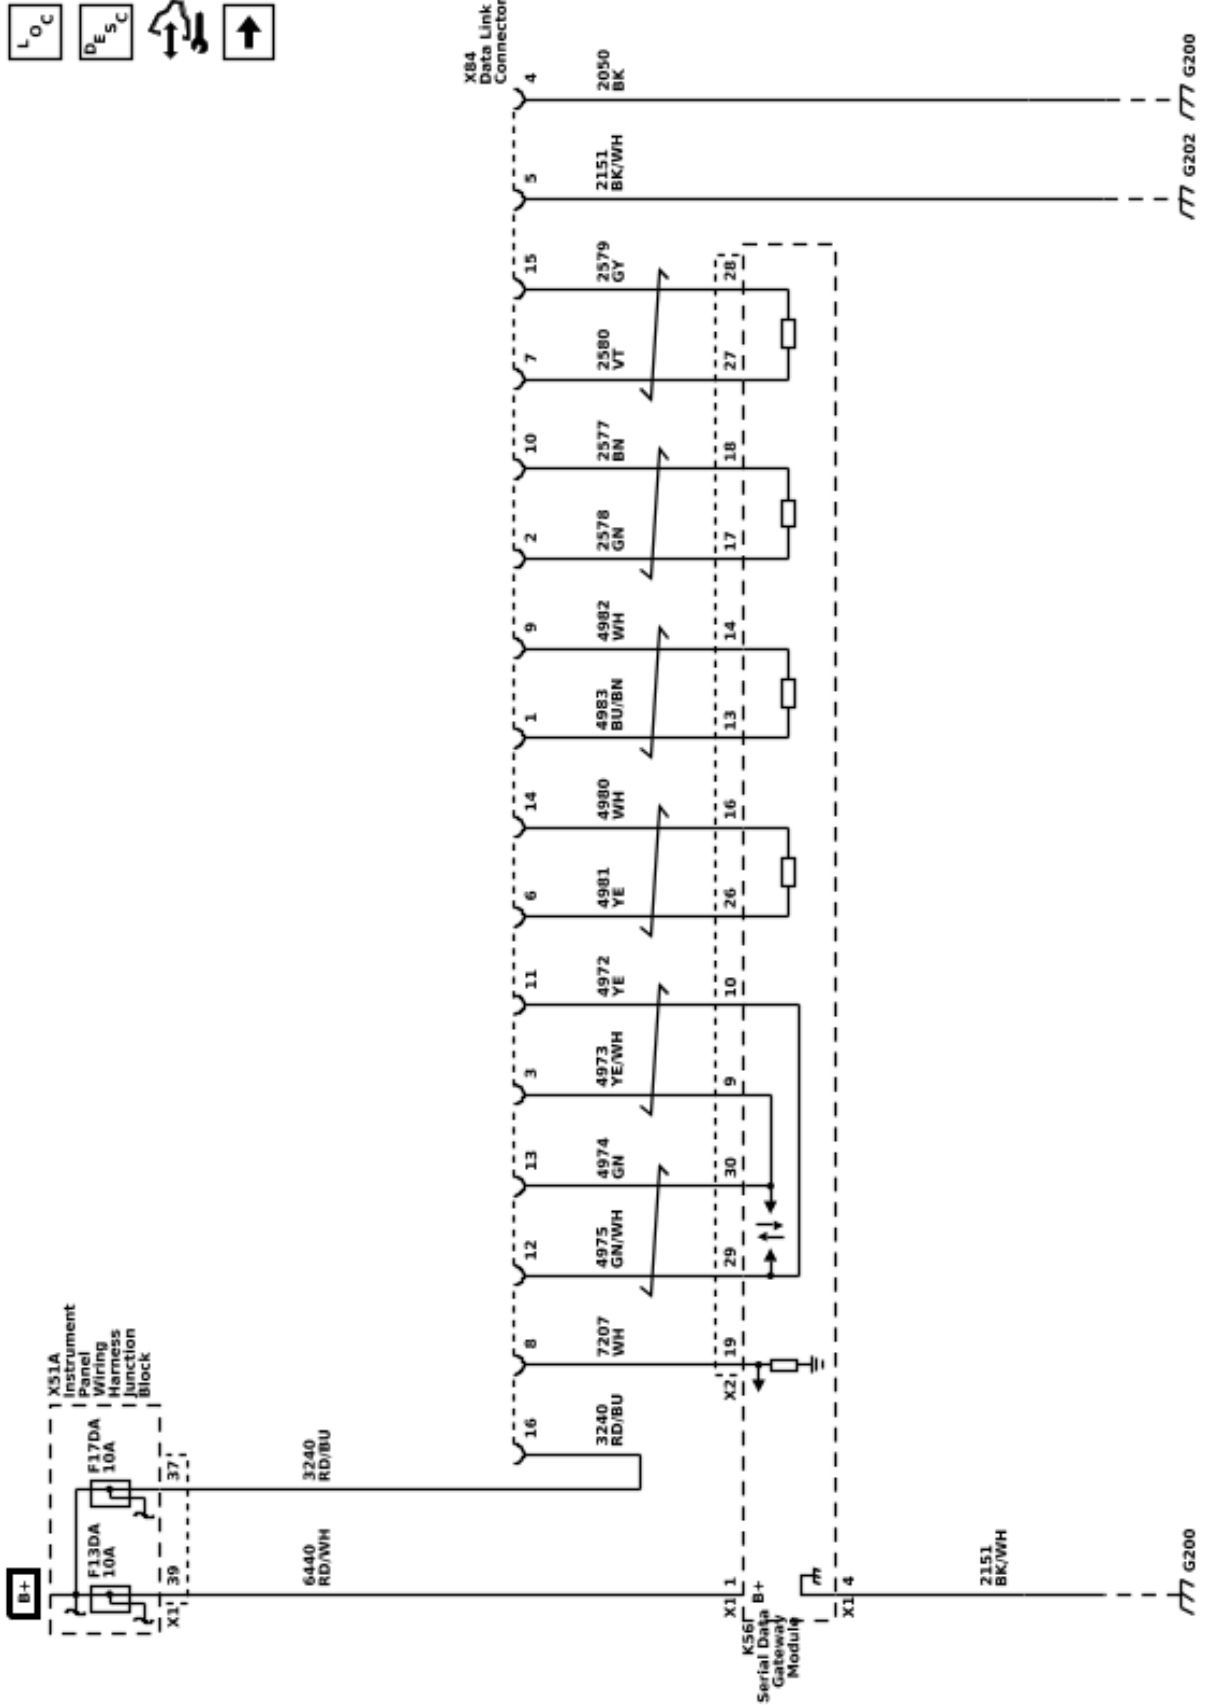 LOC
DESC
B+
X51A
Instrument
Panel
Wiring
Harness
Junction
Block
F13DA
10A
F17DA
10A
X1
39
37
6440
RD/WH
3240
RD/BU
X84
Data Link
Connector
16
8
12
13
3
11
6
14
1
9
2
10
7
15
5
4
3240
RD/BU
7207
WH
4975
GN/WH
4974
GN
4973
YE/WH
4972
YE
4981
YE
4980
WH
4983
BU/BN
4982
WH
2578
GN
2577
BN
2580
VT
2579
GY
2151
BK/WH
2050
BK
X1
1
X2
19
29
30
9
10
26
16
13
14
17
18
27
28
K56
Serial Data
Gateway
Module
B+
X1
4
2151
BK/WH
G200
G202
G200